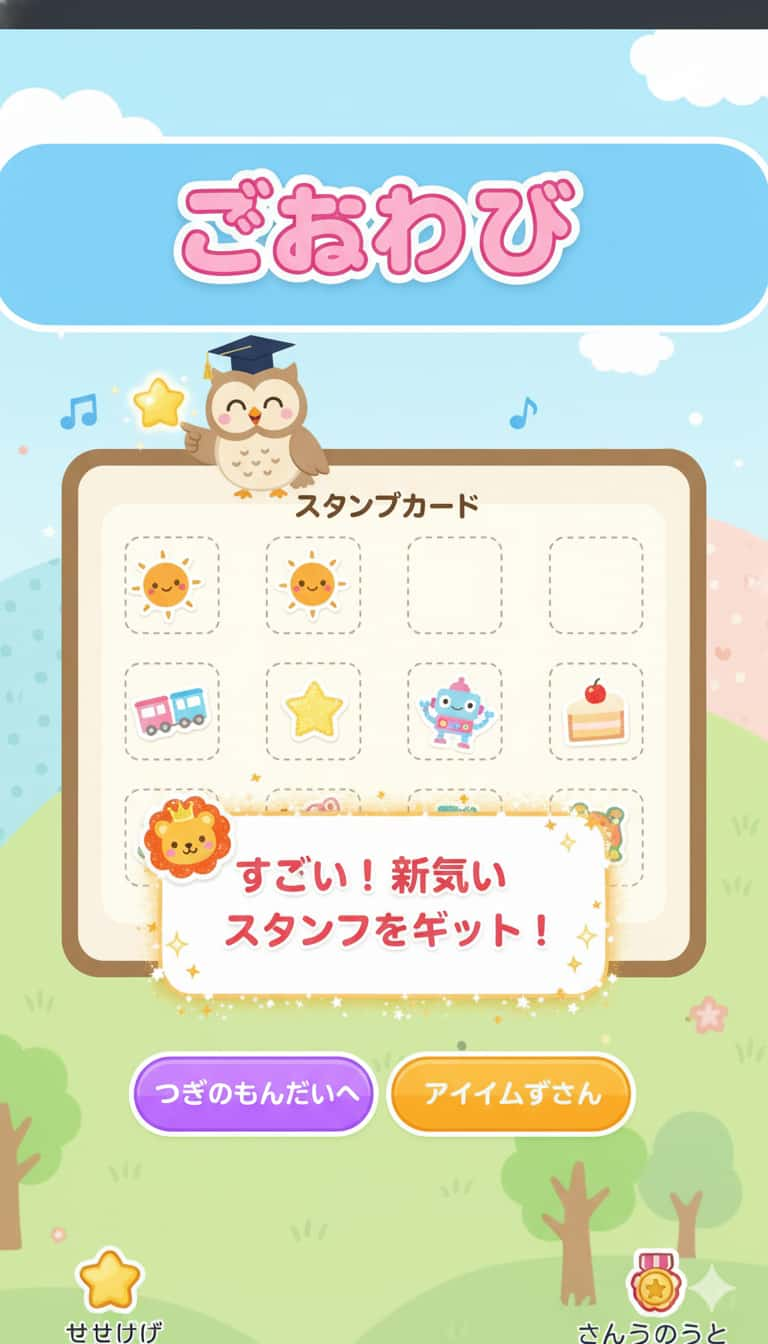 ごおわび
スタンプカード
すごい！新気い
スタンフをギット！
つぎのもんだいへ
アイイムずさん
せせけげ
さんうのうと